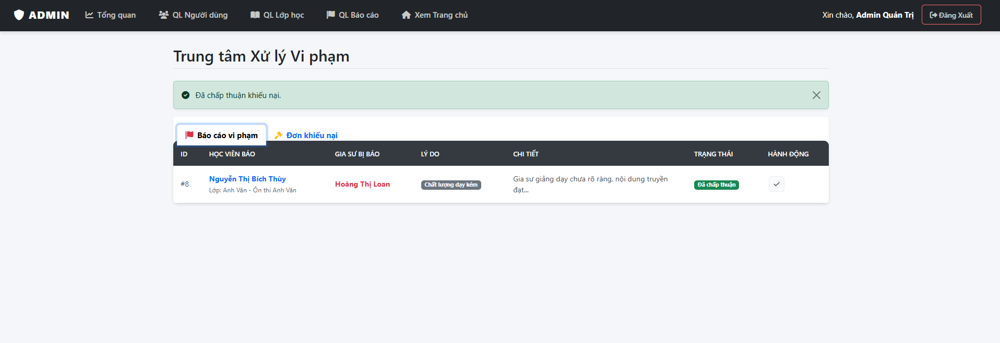 ADMIN Tổng quan QL Người dùng QL Lớp học QL Báo cáo Xem Trang chủ Xin chào, Admin Quản Trị Đăng Xuất
Trung tâm Xử lý Vi phạm
Đã chấp thuận khiếu nại.
Báo cáo vi phạm Đơn khiếu nại
ID HỌC VIÊN BÁO GIA SƯ BỊ BÁO LÝ DO CHI TIẾT TRẠNG THÁI HÀNH ĐỘNG
#8 Nguyễn Thị Bích Thùy Hoàng Thị Loan Chất lượng dạy kém Gia sư giảng dạy chưa rõ ràng, nội dung truyền Đã chấp thuận
Lớp: Anh Văn - Ôn thi Anh Văn đạt...